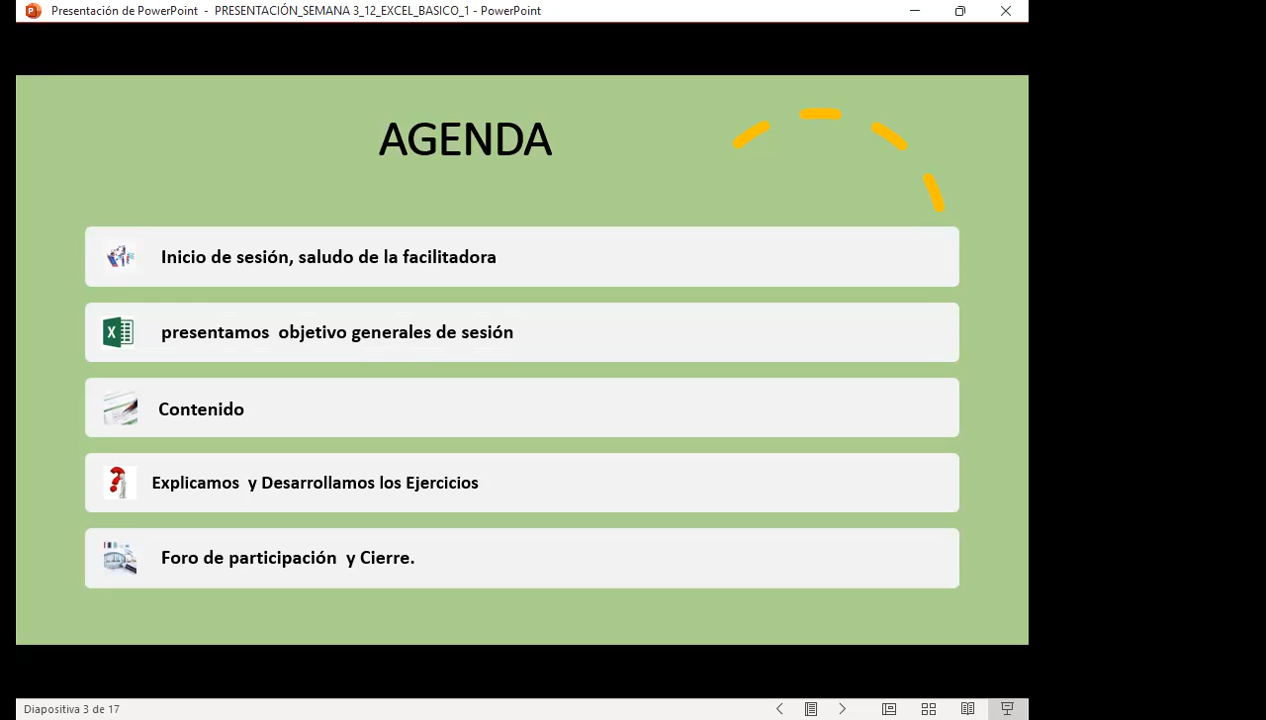 Presentación de PowerPoint - PRESENTACIÓN_SEMANA 3_12_EXCEL_BASICO_1 - PowerPoint
AGENDA
Inicio de sesión, saludo de la facilitadora
presentamos  objetivo generales de sesión
Contenido
Explicamos  y Desarrollamos los Ejercicios
Foro de participación  y Cierre.
Diapositiva 3 de 17